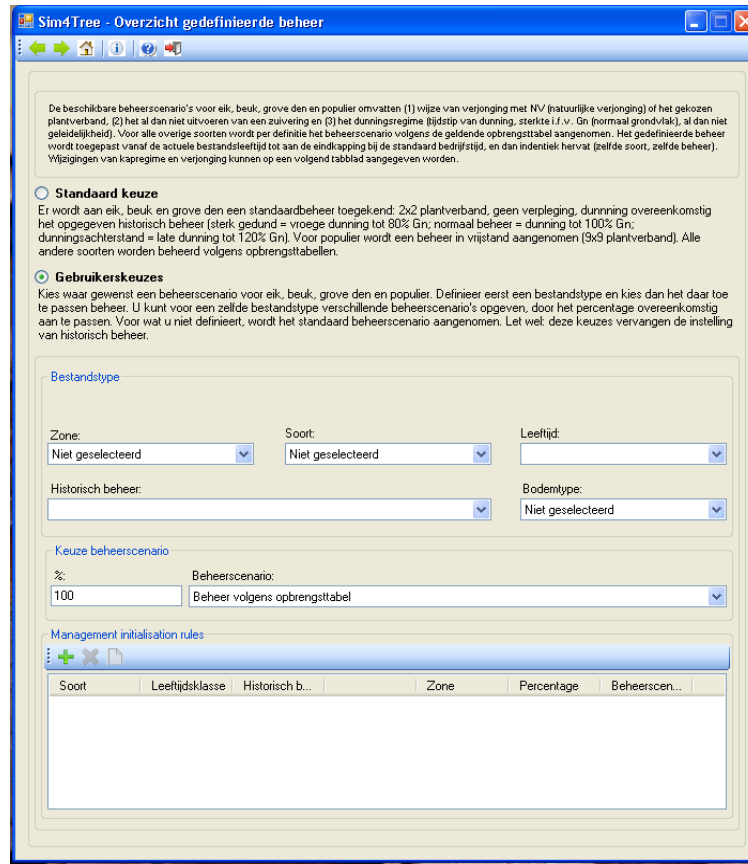 Sim4Tree - Overzicht gedefinieerde beheer
De beschikbare beheerscenario's voor eik, beuk, grove den en populier omvatten (1) wijze van verjonging met NV (natuurlijke verjonging) of het gekozen
plantverband, (2) het al dan niet uitvoeren van een zuivering en (3) het dunningsregime (tijdstip van dunning, sterkte i.f.v. Gn (normaal grondvlak), al dan niet
geleidelijkheid). Voor alle overige soorten wordt per definitie het beheerscenario volgens de geldende opbrengsttabel aangenomen. Het gedefinieerde beheer
wordt toegepast vanaf de actuele bestandsleeftijd tot aan de eindkapping bij de standaard bedrijfstijd, en dan indentiek hervat (zelfde soort, zelfde beheer).
Wijzigingen van kapregime en verjonging kunnen op een volgend tabblad aangegeven worden.
Standaard keuze
Er wordt aan eik, beuk en grove den een standaardbeheer toegekend: 2x2 plantverband, geen verpleging, dunnning overeenkomstig
het opgegeven historisch beheer (sterk gedund = vroege dunning tot 80% Gn; normaal beheer = dunning tot 100% Gn;
dunningsachterstand = late dunning tot 120% Gn). Voor populier wordt een beheer in vrijstand aangenomen (9x9 plantverband). Alle
andere soorten worden beheerd volgens opbrengsttabellen.
Gebruikerskeuzes
Kies waar gewenst een beheerscenario voor eik, beuk, grove den en populier. Definieer eerst een bestandstype en kies dan het daar toe
te passen beheer. U kunt voor een zelfde bestandstype verschillende beheerscenario's opgeven, door het percentage overeenkomstig
aan te passen. Voor wat u niet definieert, wordt het standaard beheerscenario aangenomen. Let wel: deze keuzes vervangen de instelling
van historisch beheer.
Bestandstype
Zone: Soort: Leeftijd:
Niet geselecteerd Niet geselecteerd
Historisch beheer: Bodemtype:
Niet geselecteerd
Keuze beheerscenario
%: Beheerscenario:
100 Beheer volgens opbrengsttabel
Management initialisation rules
Soort Leeftijdsklasse Historisch b... Zone Percentage Beheerscen...